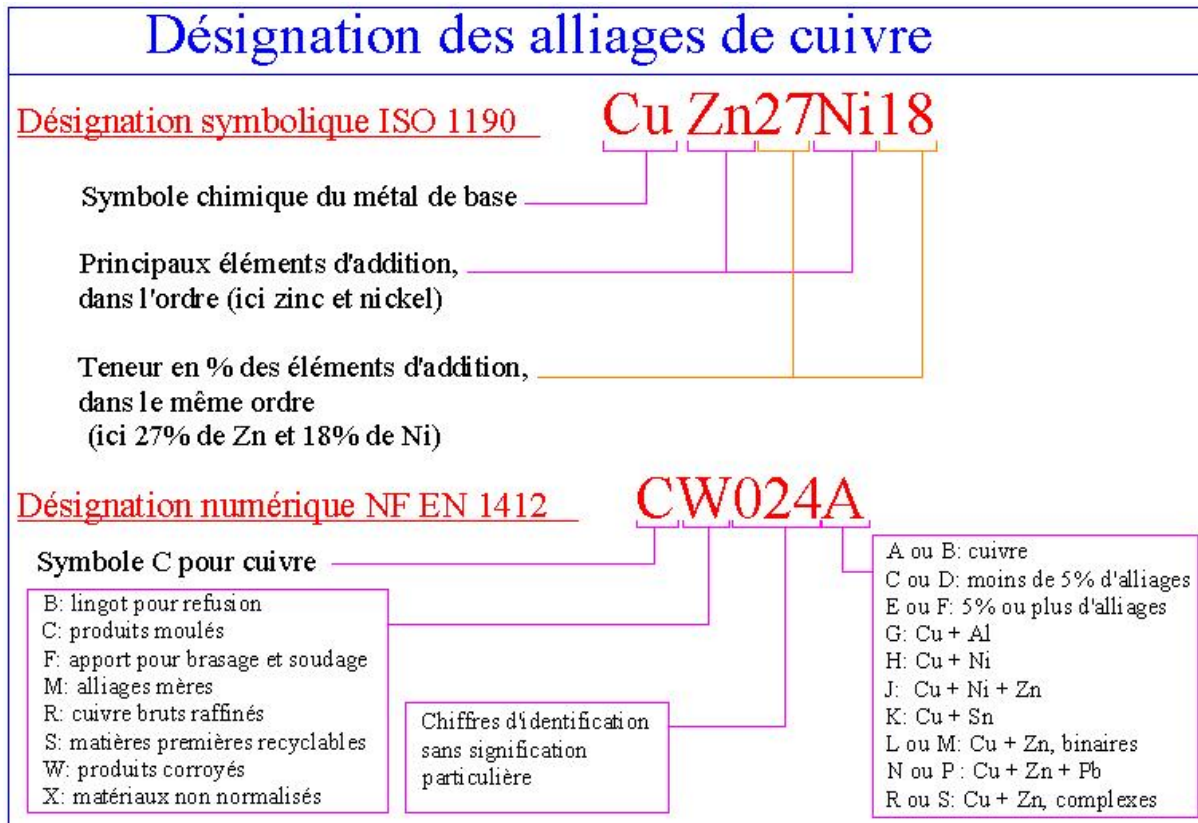 Désignation des alliages de cuivre
Désignation symbolique ISO 1190
Cu Zn27Ni18
Symbole chimique du métal de base
Principaux éléments d'addition,
dans l'ordre (ici zinc et nickel)
Teneur en % des éléments d'addition,
dans le même ordre
(ici 27% de Zn et 18% de Ni)
Désignation numérique NF EN 1412
CW024A
Symbole C pour cuivre
B: lingot pour refusion
C: produits moulés
F: apport pour brasage et soudage
M: alliages mères
R: cuivre bruts raffinés
S: matières premières recyclables
W: produits corroyés
X: matériaux non normalisés
Chiffres d'identification
sans signification
particulière
A ou B: cuivre
C ou D: moins de 5% d'alliages
E ou F: 5% ou plus d'alliages
G: Cu + Al
H: Cu + Ni
J: Cu + Ni + Zn
K: Cu + Sn
L ou M: Cu + Zn, binaires
N ou P : Cu + Zn + Pb
R ou S: Cu + Zn, complexes